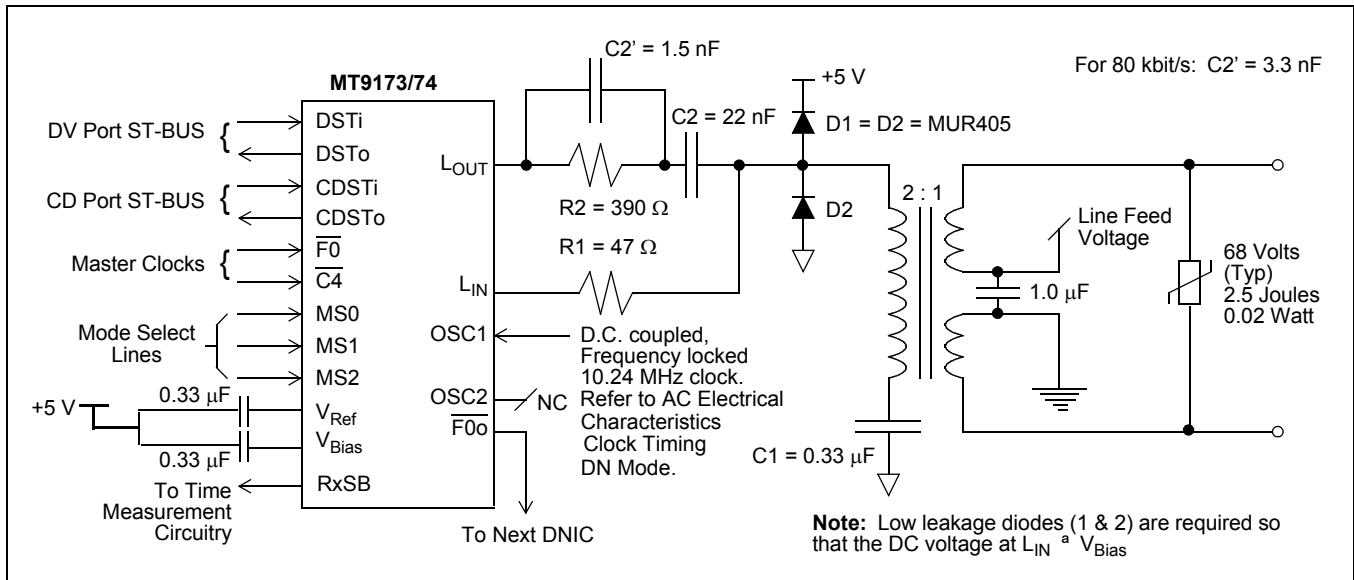 C2’ = 1.5 nF
For 80 kbit/s: C2’ = 3.3 nF
MT9173/74
+5 V
DV Port ST-BUS {
DSTi
DSTo
C2 = 22 nF
D1 = D2 = MUR405
CD Port ST-BUS {
CDSTi
CDSTo
LOUT
R2 = 390 Ω
D2
2 : 1
Line Feed
Voltage
Master Clocks {
F0
C4
R1 = 47 Ω
LIN
1.0 μF
68 Volts
(Typ)
2.5 Joules
0.02 Watt
Mode Select
Lines
MS0
MS1
MS2
OSC1
D.C. coupled,
Frequency locked
10.24 MHz clock.
Refer to AC Electrical
Characteristics
Clock Timing
DN Mode.
OSC2
NC
F0o
+5 V
0.33 μF
VRef
VBias
0.33 μF
C1 = 0.33 μF
RxSB
To Time
Measurement
Circuitry
To Next DNIC
Note: Low leakage diodes (1 & 2) are required so
that the DC voltage at LIN ª VBias